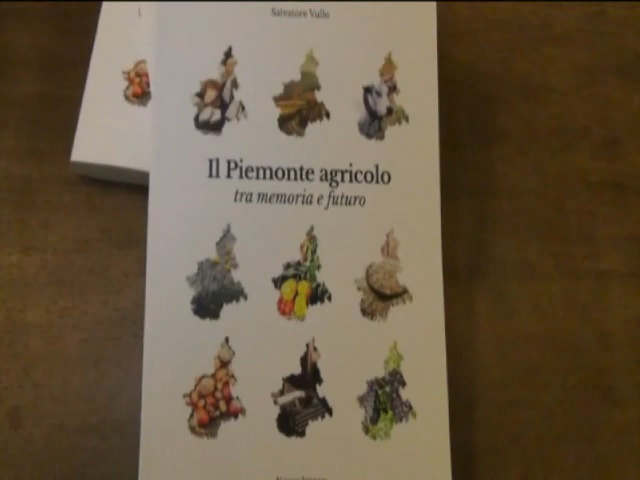 Salvatore Vullo
Il Piemonte agricolo
tra memoria e futuro